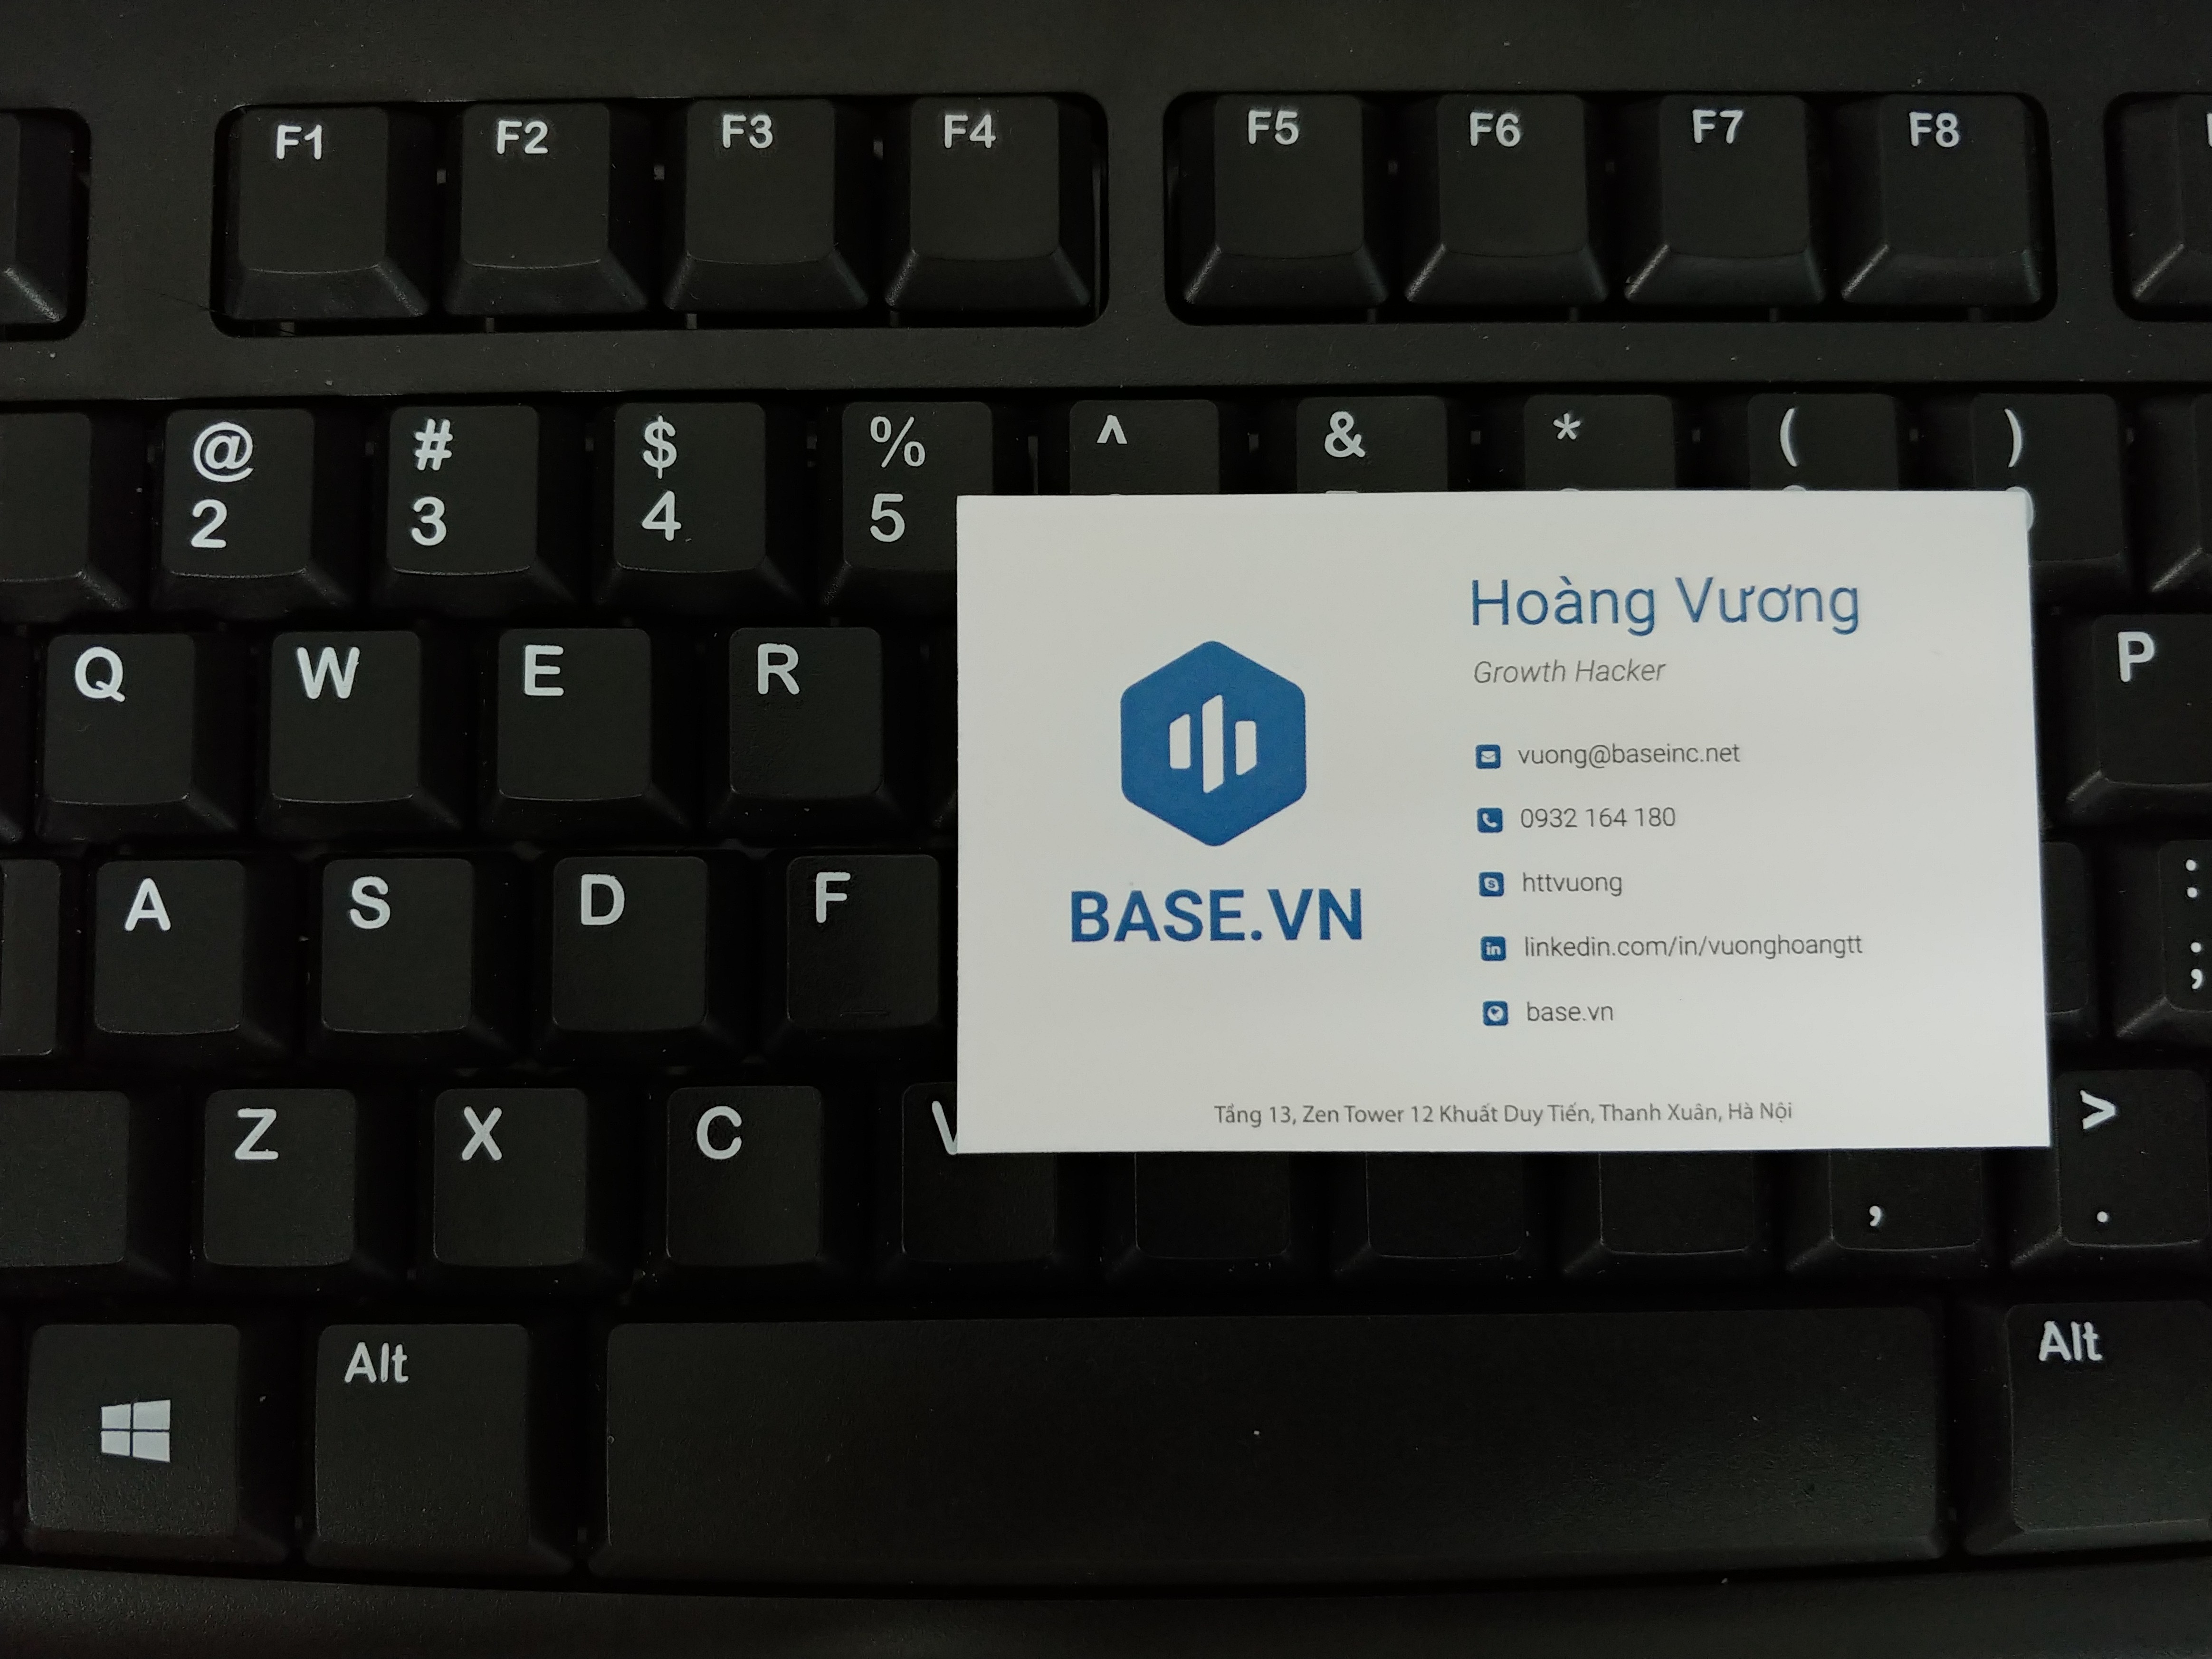 F1 F2 F3 F4 F5 F6 F7 F8
@ # $ % ^ & * ( )
2 3 4 5
Q W E R P
A S D F : ;
Z X C V > , .
Alt Alt
Hoàng Vương
Growth Hacker
vuong@baseinc.net
0932 164 180
httvuong
in linkedin.com/in/vuonghoangtt
base.vn
BASE.VN
Tầng 13, Zen Tower 12 Khuất Duy Tiến, Thanh Xuân, Hà Nội